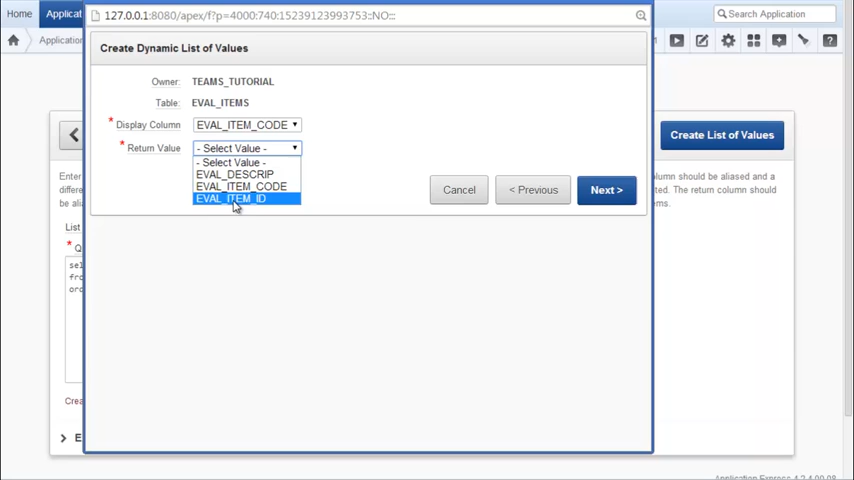 Home
Applicat
127.0.0.1:8080/apex/f?p=4000:740:15239123993753::NO:::
Search Application
Application
1
Create Dynamic List of Values
Owner: TEAMS_TUTORIAL
Table: EVAL_ITEMS
* Display Column EVAL_ITEM_CODE
* Return Value - Select Value -
- Select Value -
EVAL_DESCRIP
EVAL_ITEM_CODE
EVAL_ITEM_ID
Cancel
< Previous
Next >
Create List of Values
Enter
column should be aliased and a
differe
ted. The return column should
be alia
ems.
List
* Q
sel
fro
ord
Crea
E
Application Express 4.2.4.00.08